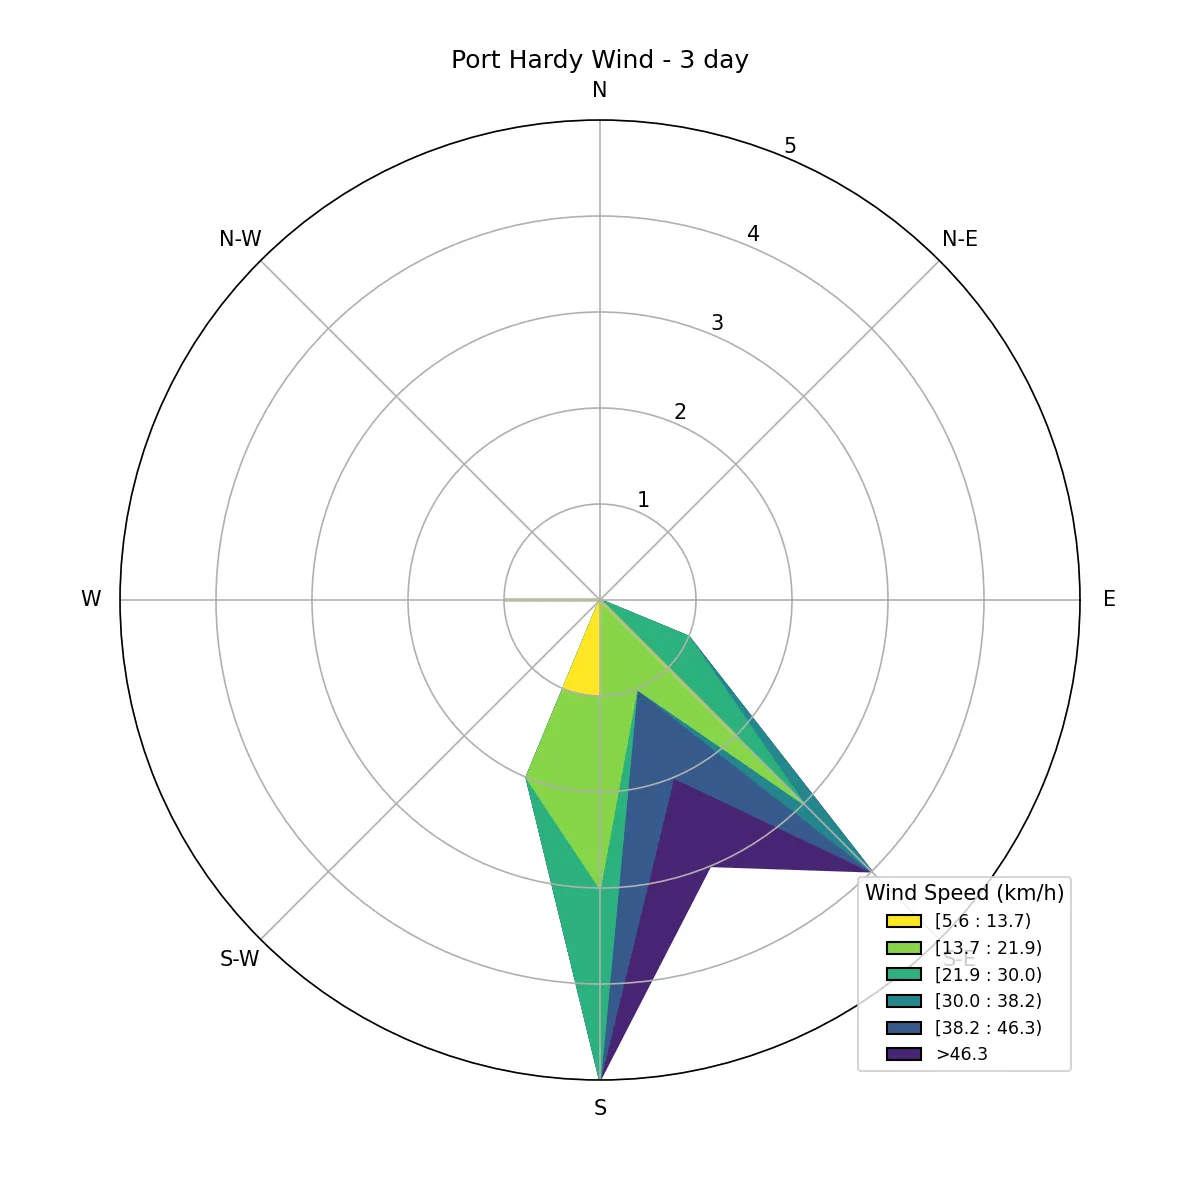 Port Hardy Wind - 3 day
N
5
N-W
N-E
4
3
2
1
W
E
Wind Speed (km/h)
[5.6 : 13.7)
[13.7 : 21.9)
S-W
S-E
[21.9 : 30.0)
[30.0 : 38.2)
[38.2 : 46.3)
>46.3
S